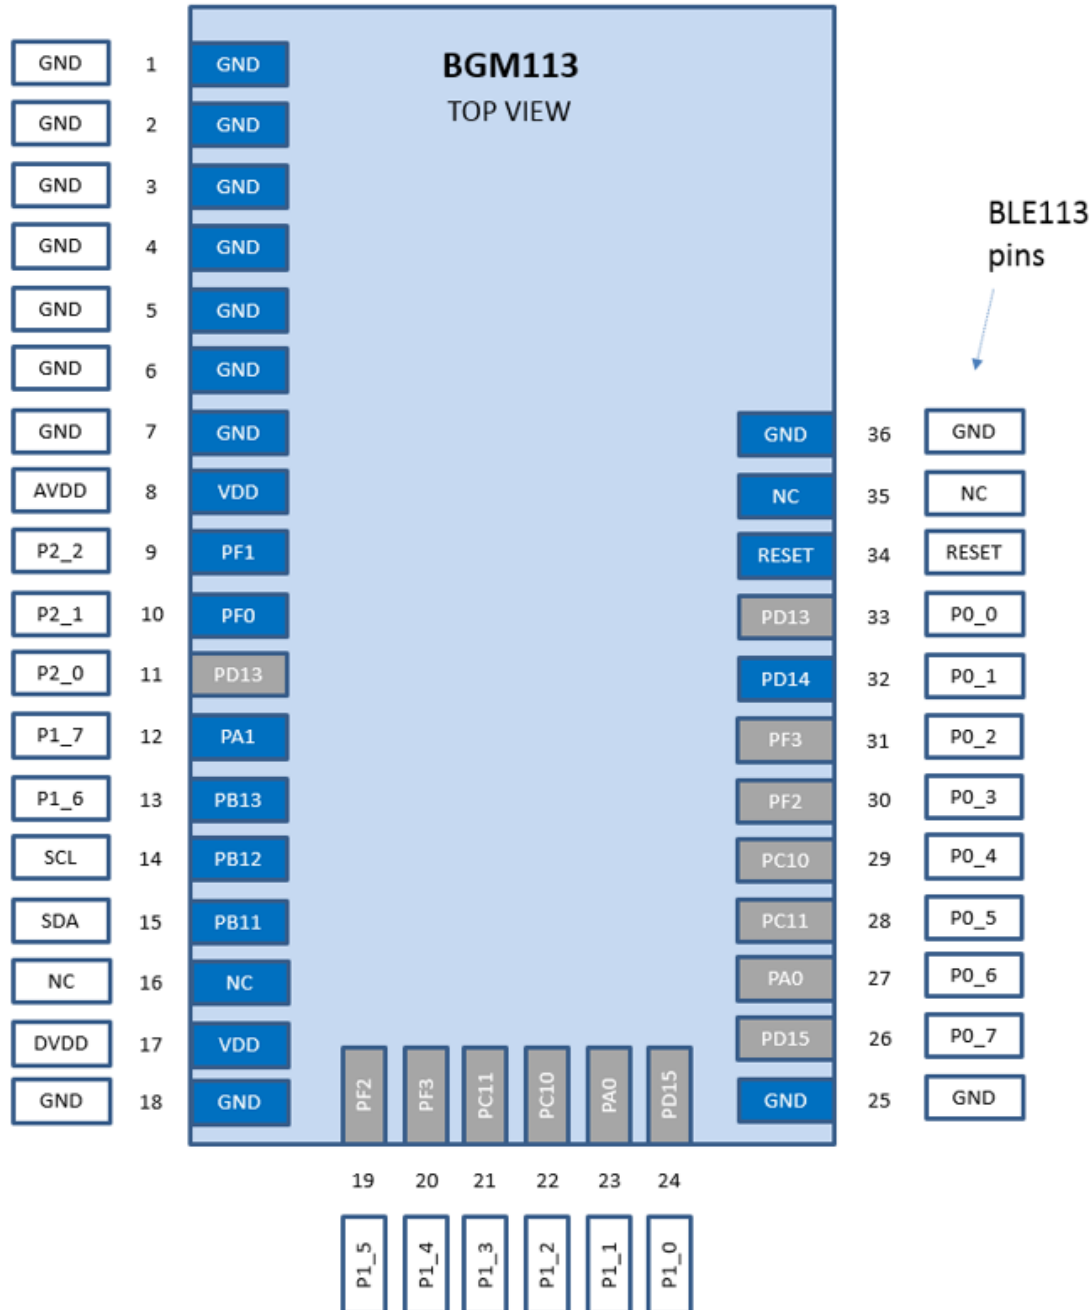 BGM113
TOP VIEW
BLE113
pins
GND 1 GND
GND 2 GND
GND 3 GND
GND 4 GND
GND 5 GND
GND 6 GND
GND 7 GND GND 36 GND
AVDD 8 VDD NC 35 NC
P2_2 9 PF1 RESET 34 RESET
P2_1 10 PF0 PD13 33 P0_0
P2_0 11 PD13 PD14 32 P0_1
P1_7 12 PA1 PF3 31 P0_2
P1_6 13 PB13 PF2 30 P0_3
SCL 14 PB12 PC10 29 P0_4
SDA 15 PB11 PC11 28 P0_5
NC 16 NC PA0 27 P0_6
DVDD 17 VDD PD15 26 P0_7
GND 18 GND GND 25 GND
PF2 PF3 PC11 PC10 PA0 PD15
19 20 21 22 23 24
P1_5 P1_4 P1_3 P1_2 P1_1 P1_0